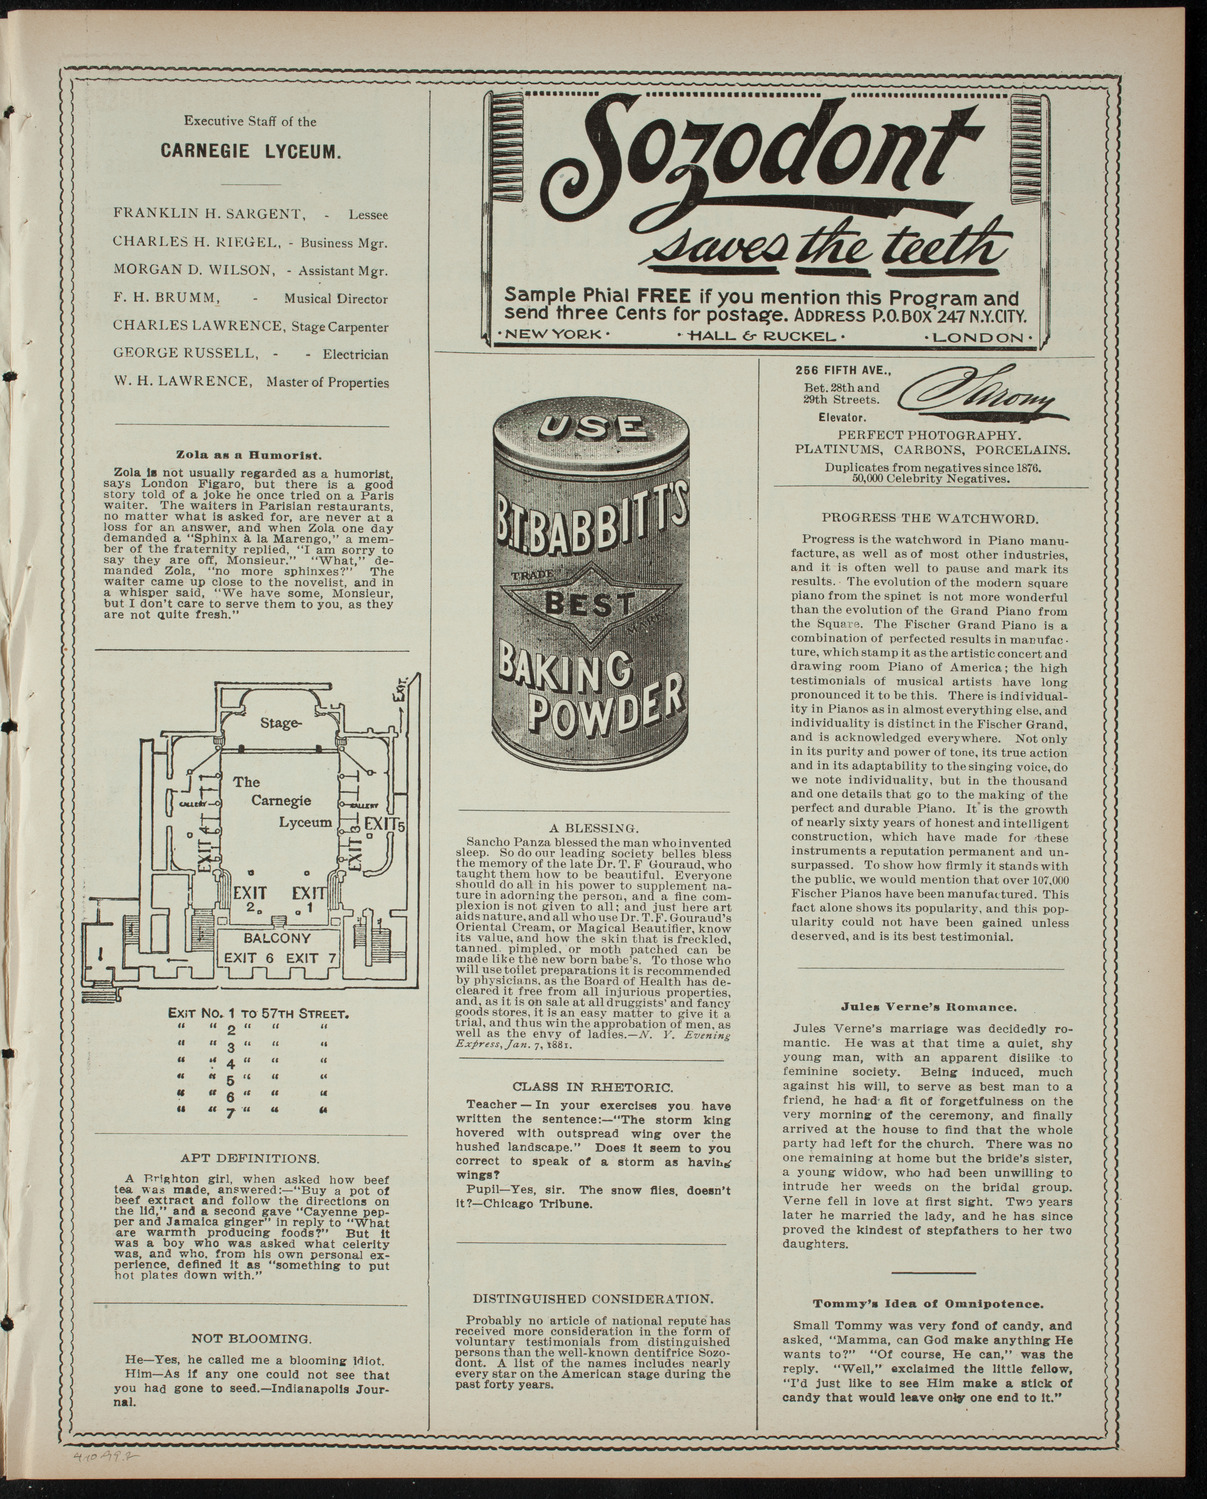 Executive Staff of the
CARNEGIE LYCEUM.
FRANKLIN H. SARGENT, - Lessee
CHARLES H. RIEGEL, - Business Mgr.
MORGAN D. WILSON, - Assistant Mgr.
F. H. BRUMM, - Musical Director
CHARLES LAWRENCE, Stage Carpenter
GEORGE RUSSELL, - - Electrician
W. H. LAWRENCE, Master of Properties
Zola as a Humorist.
Zola is not usually regarded as a humorist,
says London Figaro, but there is a good
story told of a joke he once tried on a Paris
waiter. The waiters in Parisian restaurants,
no matter what is asked for, are never at a
loss for an answer, and when Zola one day
demanded a "Sphinx à la Marengo," a mem-
ber of the fraternity replied, "I am sorry to
say they are off, Monsieur." "What," de-
manded Zola, "no more sphinxes?" The
waiter came up close to the novelist, and in
a whisper said, "We have some, Monsieur,
but I don't care to serve them to you, as they
are not quite fresh."
EXIT.
Stage-
The
Carnegie
Lyceum
GALLERY
GALLERY
EXIT 4
EXIT 3
EXIT 5
EXIT 2
EXIT 1
BALCONY
EXIT 6 EXIT 7
EXIT NO. 1 TO 57TH STREET.
" " 2 " " "
" " 3 " " "
" " 4 " " "
" " 5 " " "
" " 6 " " "
" " 7 " " "
APT DEFINITIONS.
A Brighton girl, when asked how beef
tea was made, answered:—"Buy a pot of
beef extract and follow the directions on
the lid," and a second gave "Cayenne pep-
per and Jamaica ginger" in reply to "What
are warmth producing foods?" But it
was a boy who was asked what celerity
was, and who, from his own personal ex-
perience, defined it as "something to put
hot plates down with."
NOT BLOOMING.
He—Yes, he called me a blooming idiot.
Him—As if any one could not see that
you had gone to seed.—Indianapolis Jour-
nal.
Sozodont
saves the teeth
Sample Phial FREE if you mention this Program and
send three Cents for postage. ADDRESS P.O. BOX 247 N.Y. CITY.
· NEW YORK · · HALL & RUCKEL · · LONDON ·
USE
B.T. BABBITT'S
TRADE
BEST
MARK
BAKING
POWDER
A BLESSING.
Sancho Panza blessed the man who invented
sleep. So do our leading society belles bless
the memory of the late Dr. T. F Gouraud, who
taught them how to be beautiful. Everyone
should do all in his power to supplement na-
ture in adorning the person, and a fine com-
plexion is not given to all; and just here art
aids nature, and all who use Dr. T. F. Gouraud's
Oriental Cream, or Magical Beautifier, know
its value, and how the skin that is freckled,
tanned, pimpled, or moth patched can be
made like the new born babe's. To those who
will use toilet preparations it is recommended
by physicians, as the Board of Health has de-
cleared it free from all injurious properties,
and, as it is on sale at all druggists' and fancy
goods stores, it is an easy matter to give it a
trial, and thus win the approbation of men, as
well as the envy of ladies.—N. Y. Evening
Express, Jan. 7, 1881.
CLASS IN RHETORIC.
Teacher — In your exercises you have
written the sentence:—"The storm king
hovered with outspread wing over the
hushed landscape." Does it seem to you
correct to speak of a storm as having
wings?
Pupil—Yes, sir. The snow flies, doesn't
it?—Chicago Tribune.
DISTINGUISHED CONSIDERATION.
Probably no article of national repute has
received more consideration in the form of
voluntary testimonials from distinguished
persons than the well-known dentifrice Sozo-
dont. A list of the names includes nearly
every star on the American stage during the
past forty years.
256 FIFTH AVE.,
Bet. 28th and
29th Streets.
Elevator.
Sarony
PERFECT PHOTOGRAPHY.
PLATINUMS, CARBONS, PORCELAINS.
Duplicates from negatives since 1876.
50,000 Celebrity Negatives.
PROGRESS THE WATCHWORD.
Progress is the watchword in Piano manu-
facture, as well as of most other industries,
and it is often well to pause and mark its
results. The evolution of the modern square
piano from the spinet is not more wonderful
than the evolution of the Grand Piano from
the Square. The Fischer Grand Piano is a
combination of perfected results in manufac-
ture, which stamp it as the artistic concert and
drawing room Piano of America; the high
testimonials of musical artists have long
pronounced it to be this. There is individual-
ity in Pianos as in almost everything else, and
individuality is distinct in the Fischer Grand,
and is acknowledged everywhere. Not only
in its purity and power of tone, its true action
and in its adaptability to the singing voice, do
we note individuality, but in the thousand
and one details that go to the making of the
perfect and durable Piano. It is the growth
of nearly sixty years of honest and intelligent
construction, which have made for these
instruments a reputation permanent and un-
surpassed. To show how firmly it stands with
the public, we would mention that over 107,000
Fischer Pianos have been manufactured. This
fact alone shows its popularity, and this pop-
ularity could not have been gained unless
deserved, and is its best testimonial.
Jules Verne's Romance.
Jules Verne's marriage was decidedly ro-
mantic. He was at that time a quiet, shy
young man, with an apparent dislike to
feminine society. Being induced, much
against his will, to serve as best man to a
friend, he had a fit of forgetfulness on the
very morning of the ceremony, and finally
arrived at the house to find that the whole
party had left for the church. There was no
one remaining at home but the bride's sister,
a young widow, who had been unwilling to
intrude her weeds on the bridal group.
Verne fell in love at first sight. Two years
later he married the lady, and he has since
proved the kindest of stepfathers to her two
daughters.
Tommy's Idea of Omnipotence.
Small Tommy was very fond of candy, and
asked, "Mamma, can God make anything He
wants to?" "Of course, He can," was the
reply. "Well," exclaimed the little fellow,
"I'd just like to see Him make a stick of
candy that would leave only one end to it."